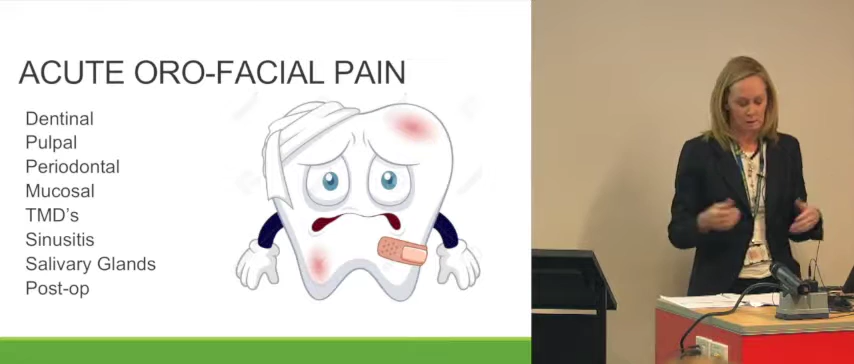 ACUTE ORO-FACIAL PAIN
Dentinal
Pulpal
Periodontal
Mucosal
TMD's
Sinusitis
Salivary Glands
Post-op